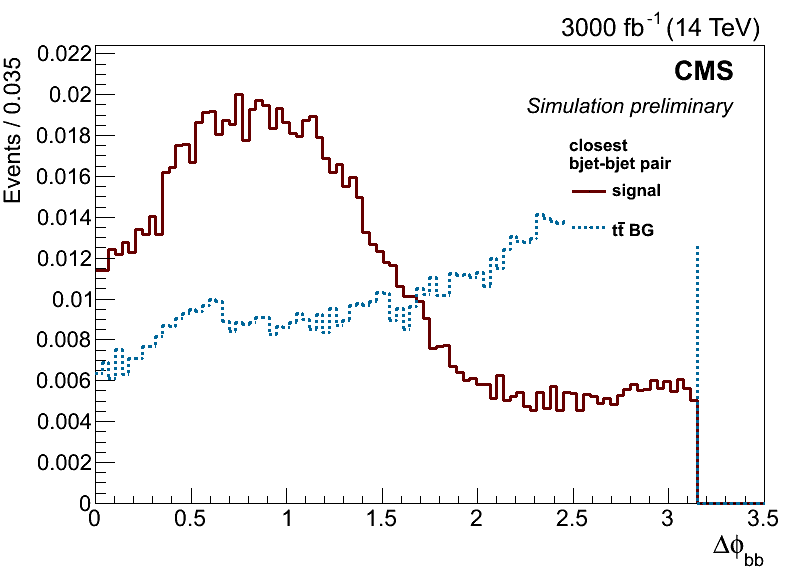 3000 fb⁻¹ (14 TeV)
CMS
Simulation preliminary
closest
bjet-bjet pair
signal
tt̄ BG
Events / 0.035
0.022
0.02
0.018
0.016
0.014
0.012
0.01
0.008
0.006
0.004
0.002
0
0 0.5 1 1.5 2 2.5 3 3.5
Δϕbb